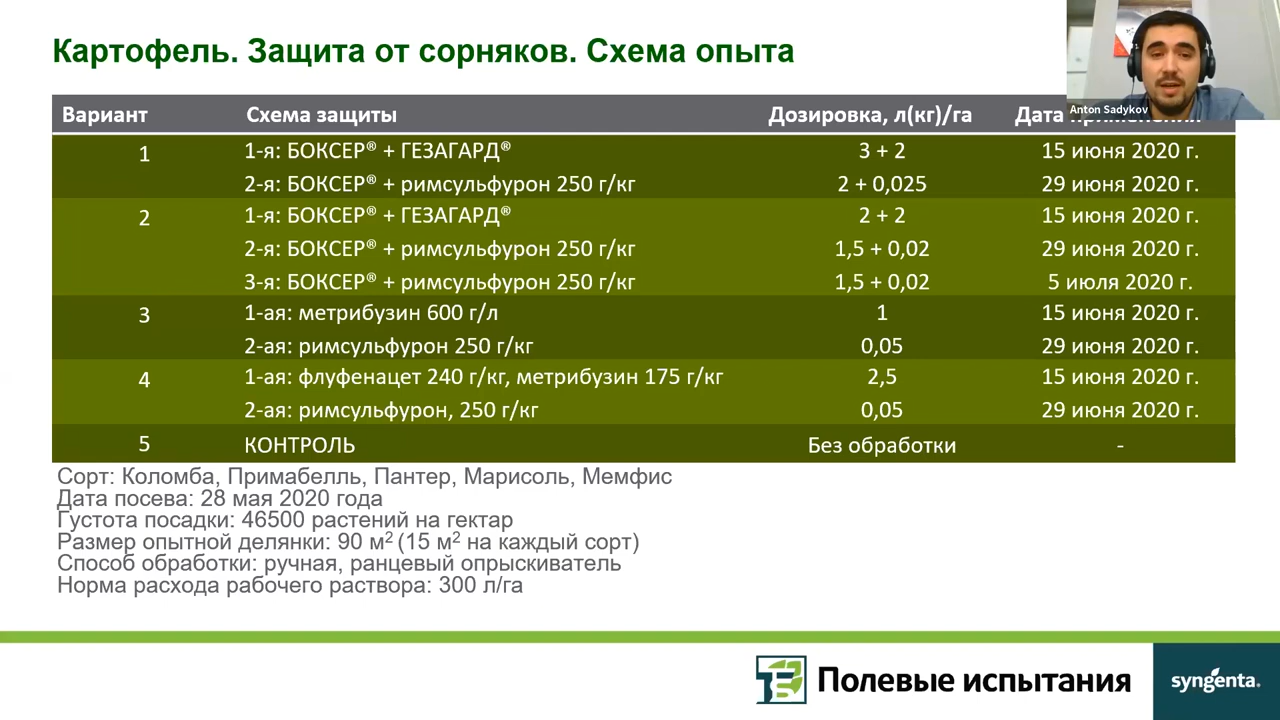 Картофель. Защита от сорняков. Схема опыта
Anton Sadykov
Вариант Схема защиты Дозировка, л(кг)/га Дата
1 1-я: БОКСЕР® + ГЕЗАГАРД® 3 + 2 15 июня 2020 г.
2-я: БОКСЕР® + римсульфурон 250 г/кг 2 + 0,025 29 июня 2020 г.
2 1-я: БОКСЕР® + ГЕЗАГАРД® 2 + 2 15 июня 2020 г.
2-я: БОКСЕР® + римсульфурон 250 г/кг 1,5 + 0,02 29 июня 2020 г.
3-я: БОКСЕР® + римсульфурон 250 г/кг 1,5 + 0,02 5 июля 2020 г.
3 1-ая: метрибузин 600 г/л 1 15 июня 2020 г.
2-ая: римсульфурон 250 г/кг 0,05 29 июня 2020 г.
4 1-ая: флуфенацет 240 г/кг, метрибузин 175 г/кг 2,5 15 июня 2020 г.
2-ая: римсульфурон, 250 г/кг 0,05 29 июня 2020 г.
5 КОНТРОЛЬ Без обработки -
Сорт: Коломба, Примабелль, Пантер, Марисоль, Мемфис
Дата посева: 28 мая 2020 года
Густота посадки: 46500 растений на гектар
Размер опытной делянки: 90 м² (15 м² на каждый сорт)
Способ обработки: ручная, ранцевый опрыскиватель
Норма расхода рабочего раствора: 300 л/га
Полевые испытания
syngenta.